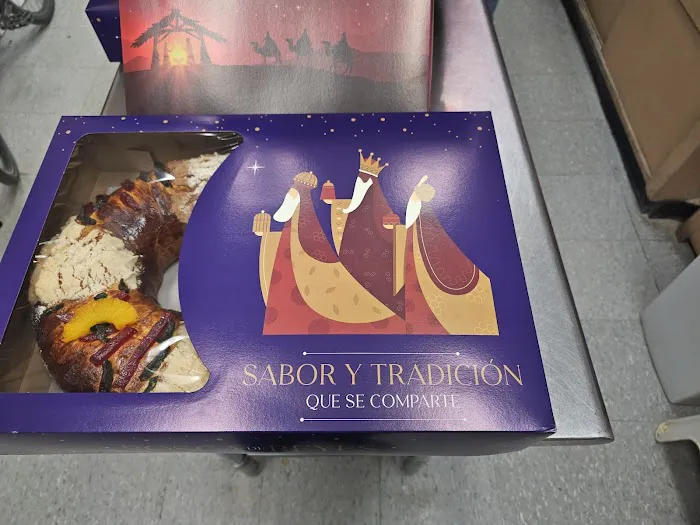 SABOR Y TRADICIÓN
QUE SE COMPARTE